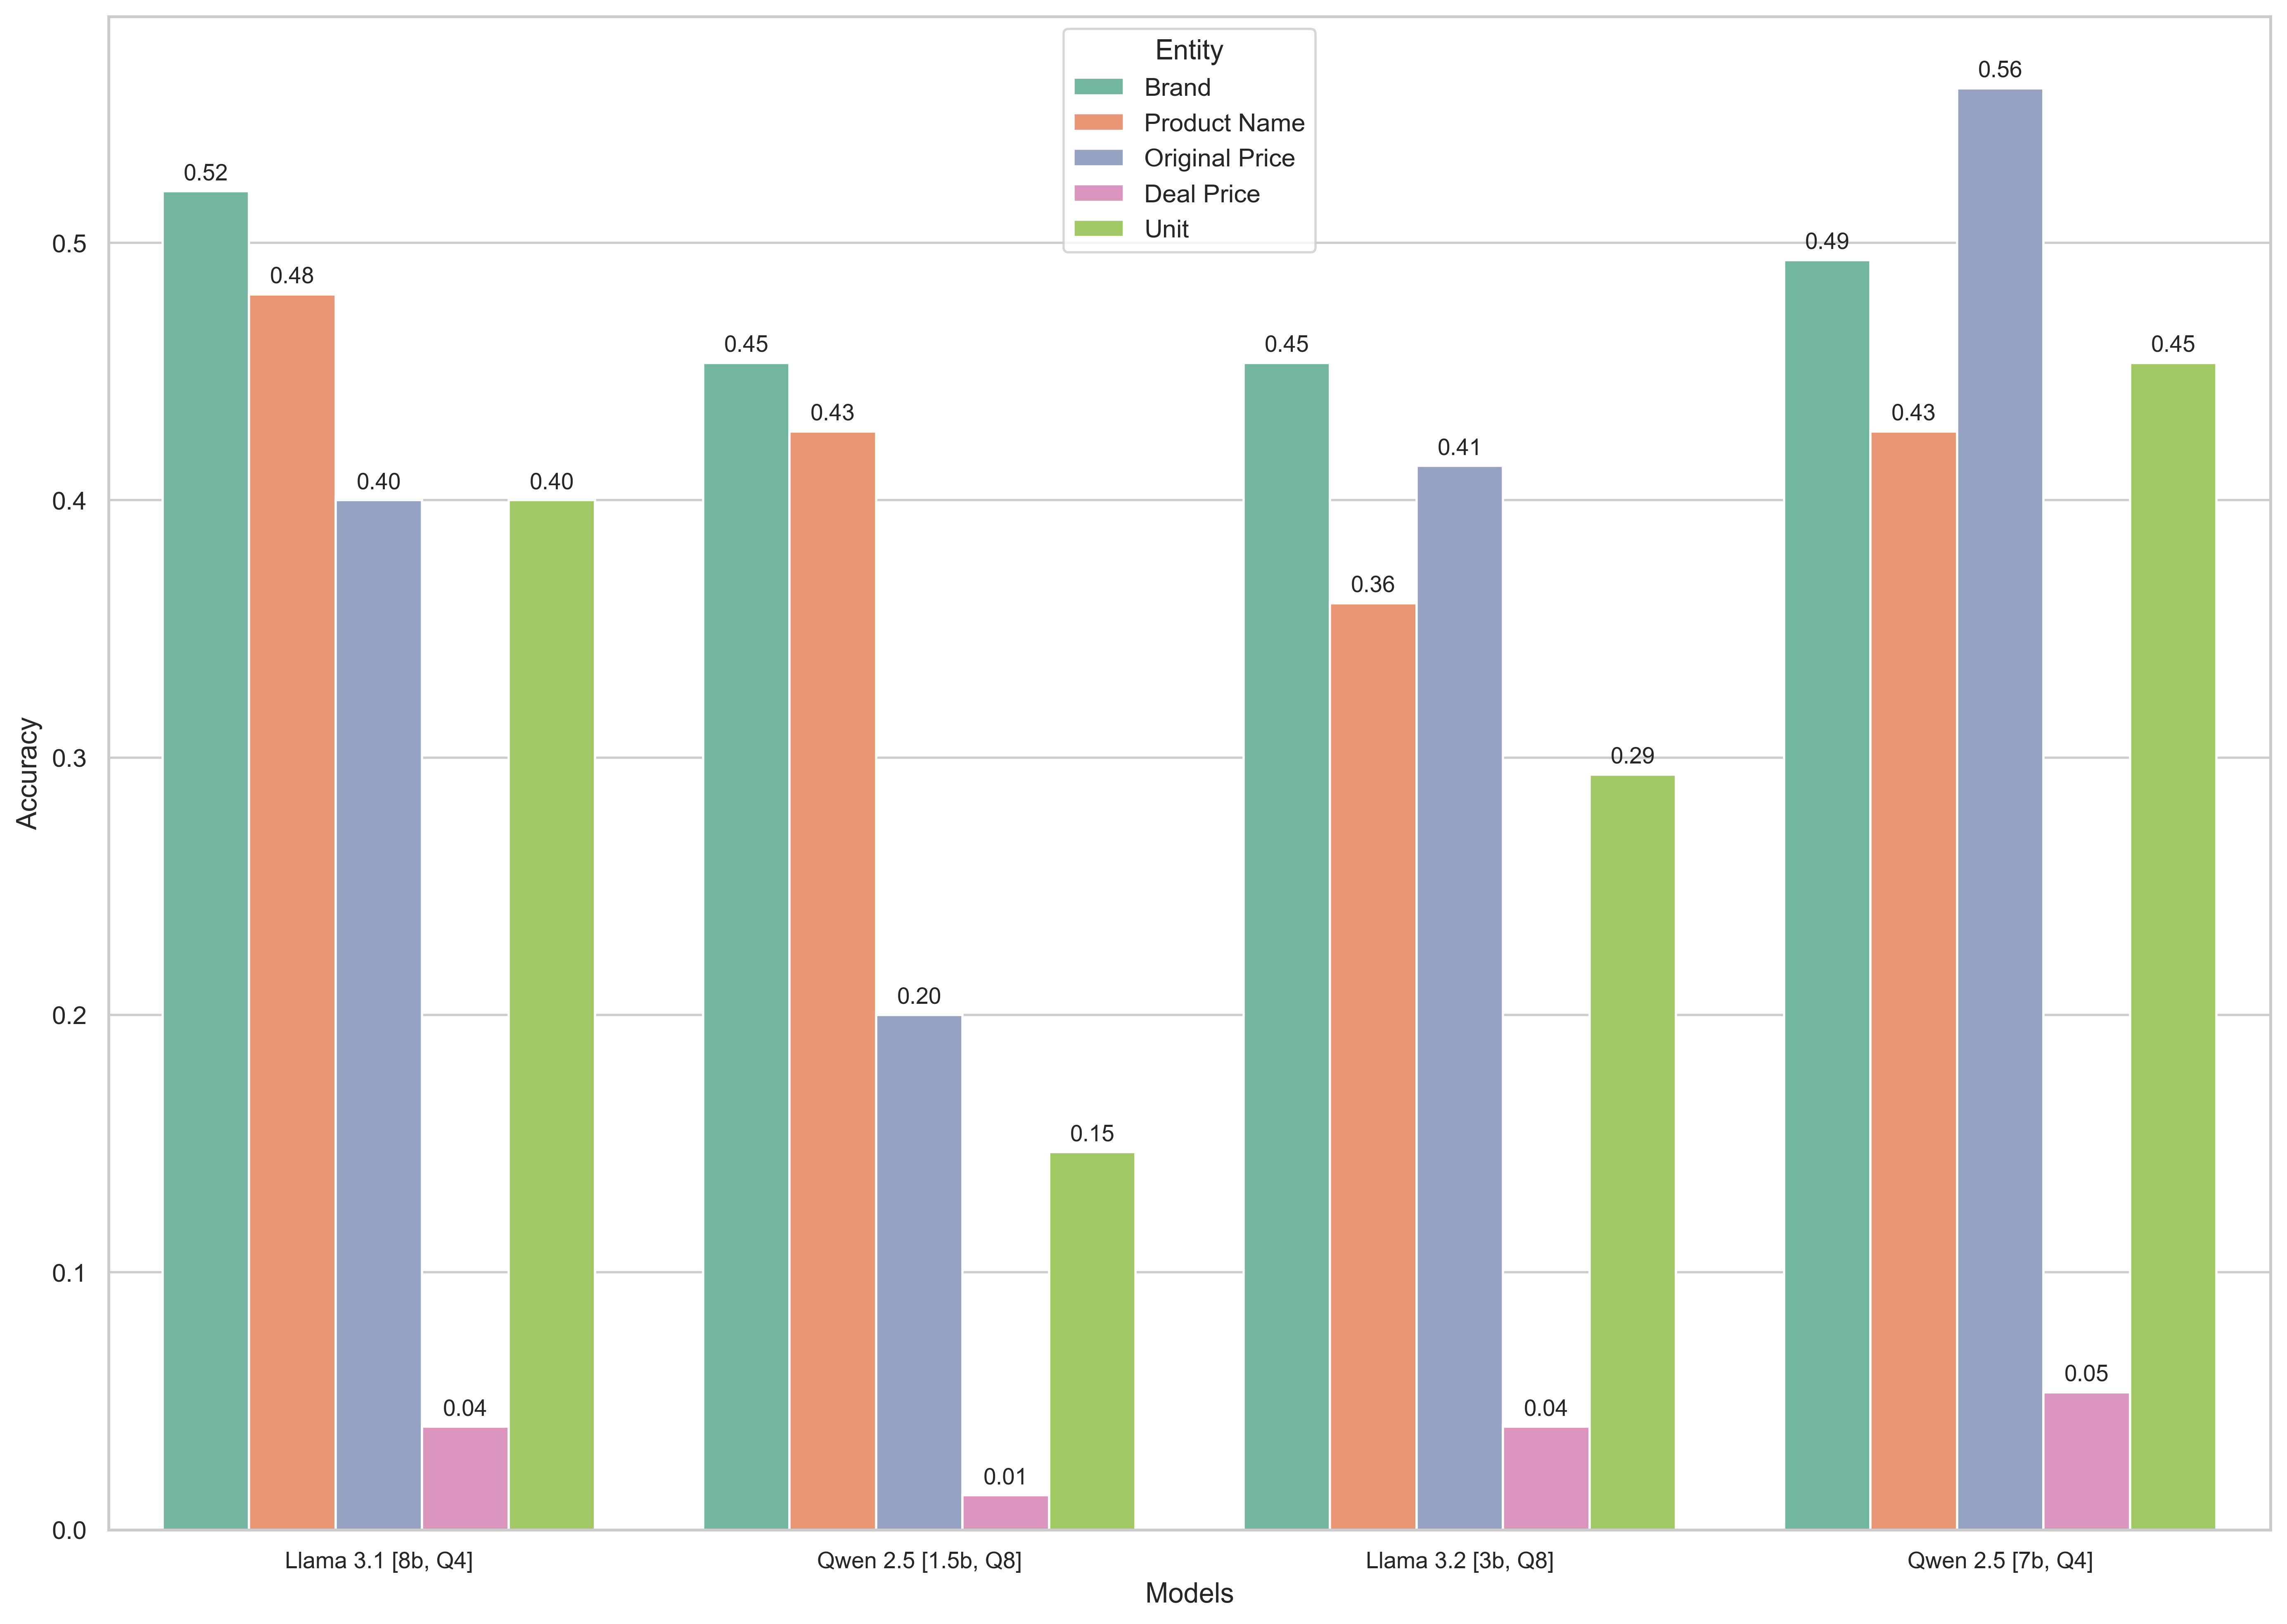 Entity
Brand
Product Name
Original Price
Deal Price
Unit
0.52
0.48
0.40
0.04
0.40
0.45
0.43
0.20
0.01
0.15
0.45
0.36
0.41
0.04
0.29
0.49
0.43
0.56
0.05
0.45
Accuracy
0.5
0.4
0.3
0.2
0.1
0.0
Llama 3.1 [8b, Q4]
Qwen 2.5 [1.5b, Q8]
Llama 3.2 [3b, Q8]
Qwen 2.5 [7b, Q4]
Models